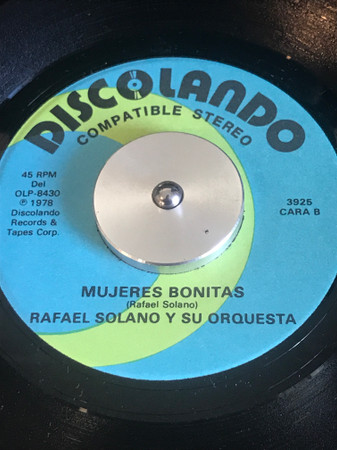 DISCOLANDO
COMPATIBLE STEREO
45 RPM
Del
OLP-8430
℗ 1978
Discolando
Records &
Tapes Corp.
3925
CARA B
MUJERES BONITAS
(Rafael Solano)
RAFAEL SOLANO Y SU ORQUESTA